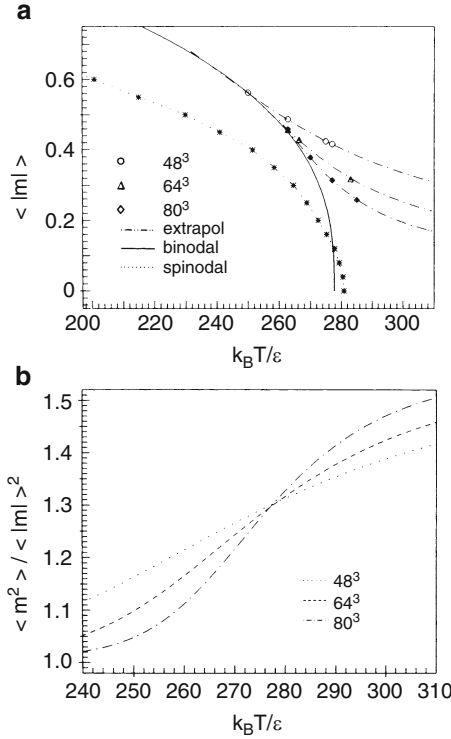 a
< |m| >
0.6
0.4
0.2
0
48³
64³
80³
extrapol
binodal
spinodal
200 220 240 260 280 300
k_BT/ε
b
< m² > / < |m| >²
1.5
1.4
1.3
1.2
1.1
1.0
48³
64³
80³
240 250 260 270 280 290 300 310
k_BT/ε